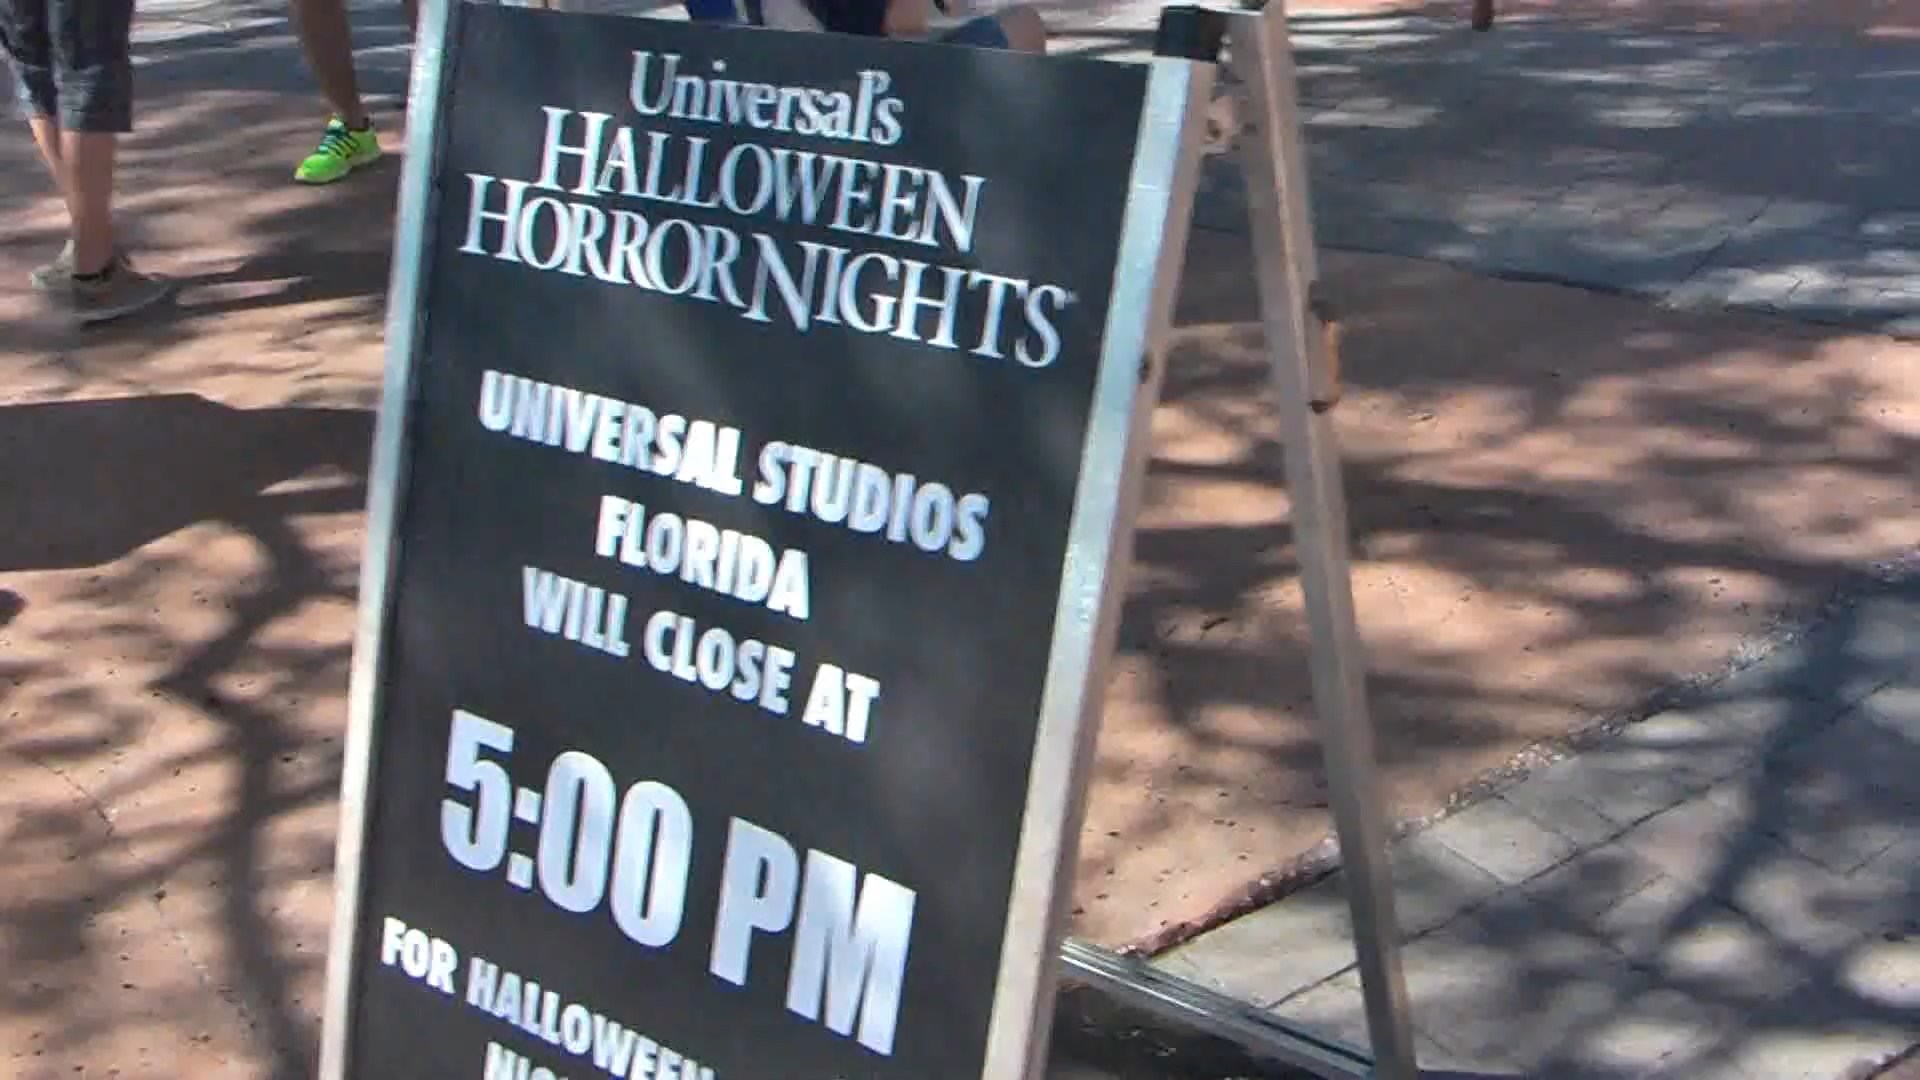 Universal's
HALLOWEEN
HORROR NIGHTS
UNIVERSAL STUDIOS
FLORIDA
WILL CLOSE AT
5:00 PM
FOR HALLOWEEN